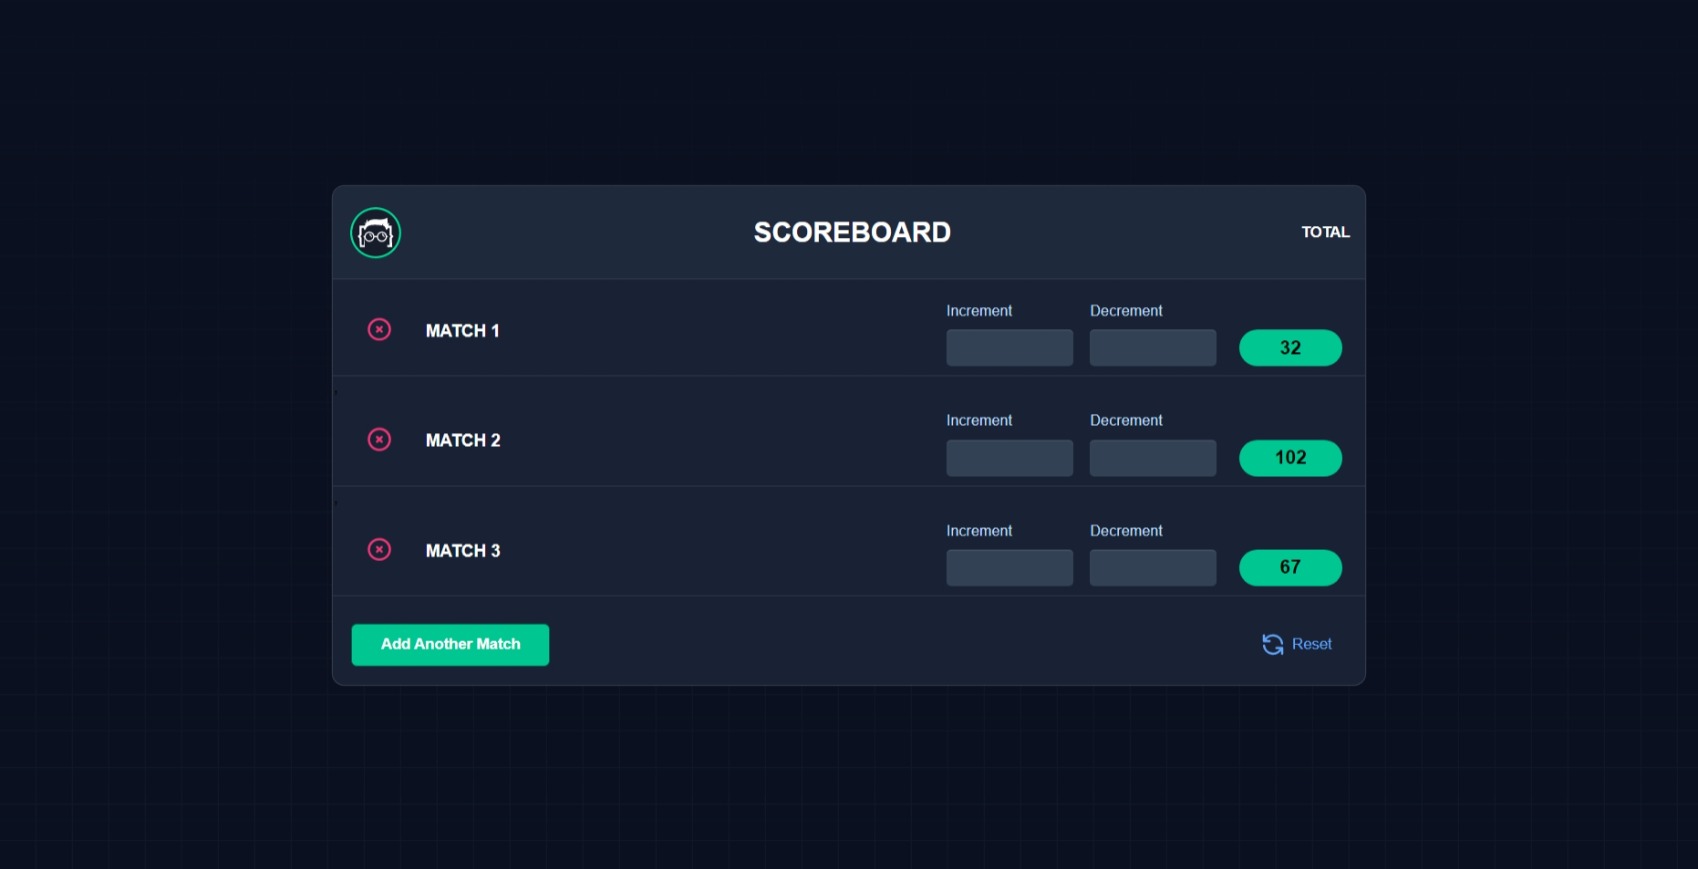 SCOREBOARD TOTAL
Increment Decrement
MATCH 1 32
Increment Decrement
MATCH 2 102
Increment Decrement
MATCH 3 67
Add Another Match Reset